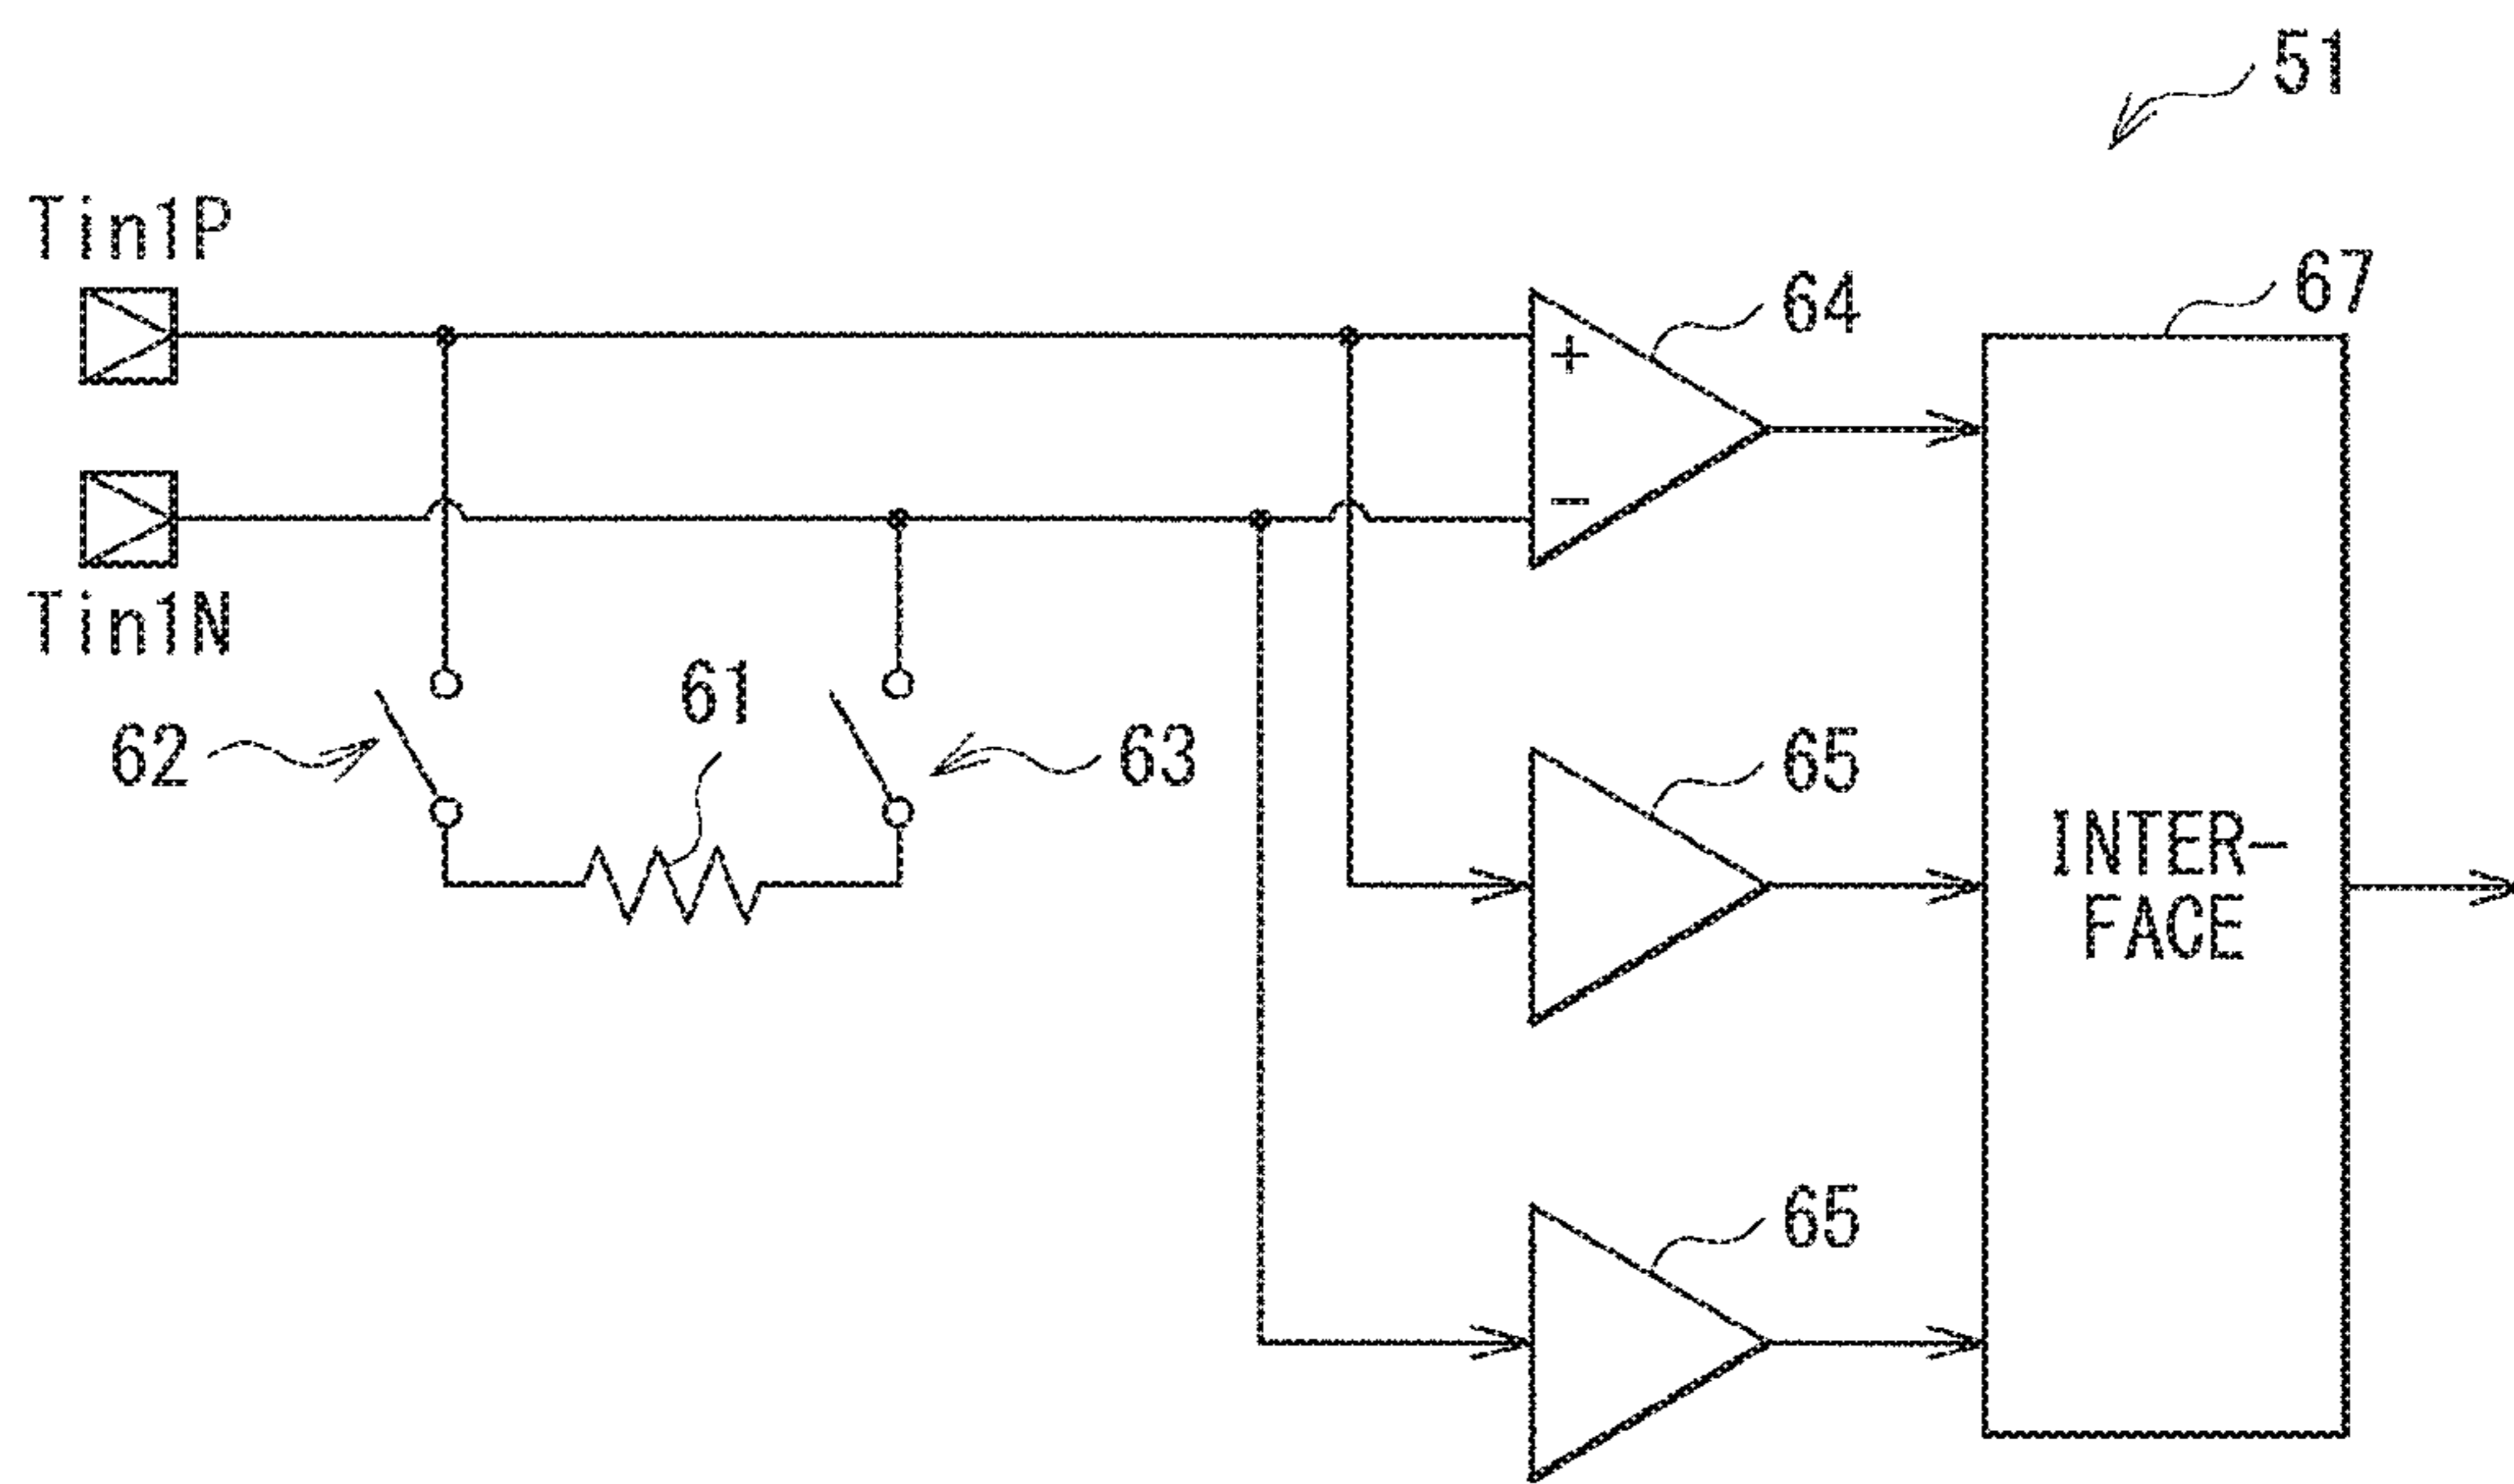 51
Tin1P
67
64
+
-
Tin1N
61
62
63
65
INTER-
FACE
65